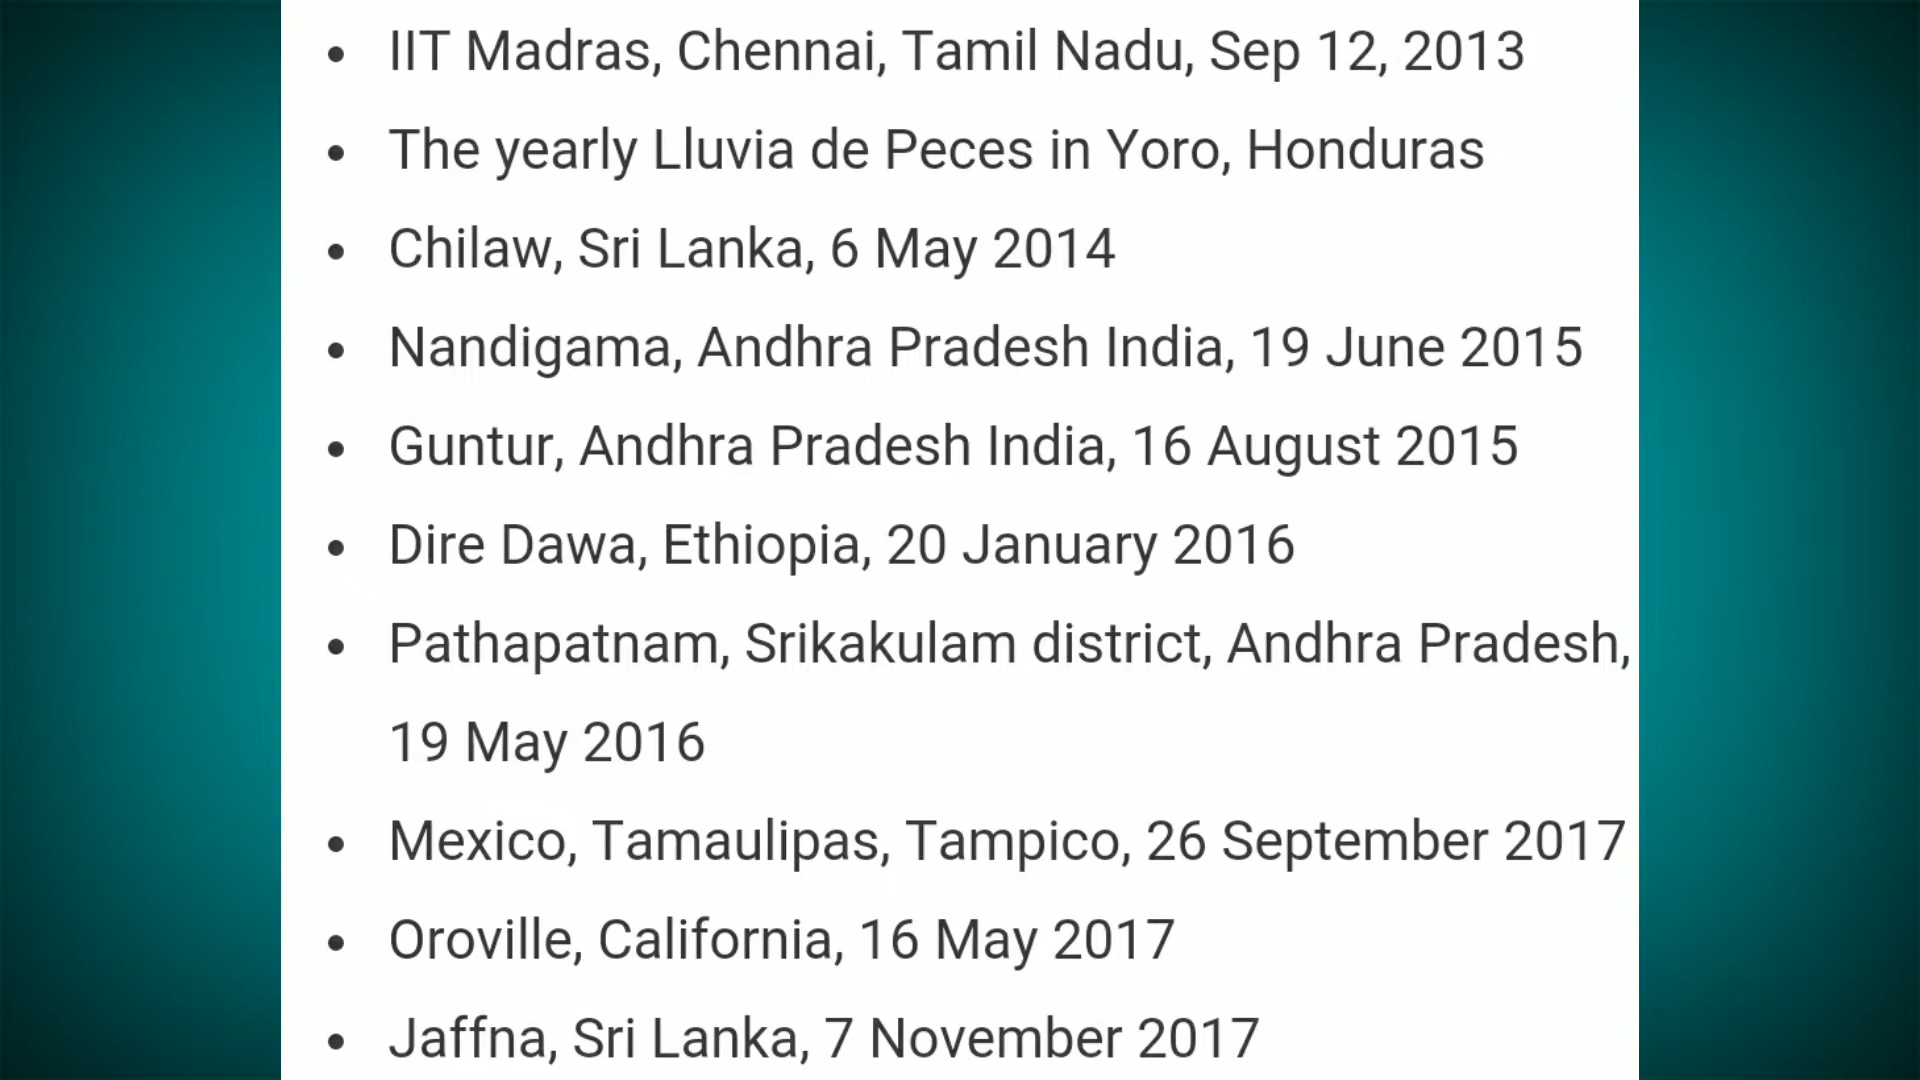 • IIT Madras, Chennai, Tamil Nadu, Sep 12, 2013
• The yearly Lluvia de Peces in Yoro, Honduras
• Chilaw, Sri Lanka, 6 May 2014
• Nandigama, Andhra Pradesh India, 19 June 2015
• Guntur, Andhra Pradesh India, 16 August 2015
• Dire Dawa, Ethiopia, 20 January 2016
• Pathapatnam, Srikakulam district, Andhra Pradesh,
19 May 2016
• Mexico, Tamaulipas, Tampico, 26 September 2017
• Oroville, California, 16 May 2017
• Jaffna, Sri Lanka, 7 November 2017